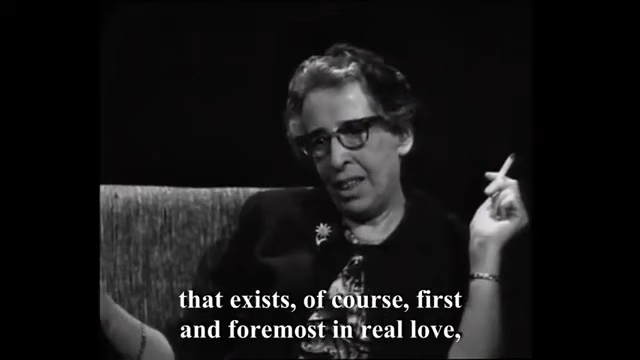 that exists, of course, first
and foremost in real love,